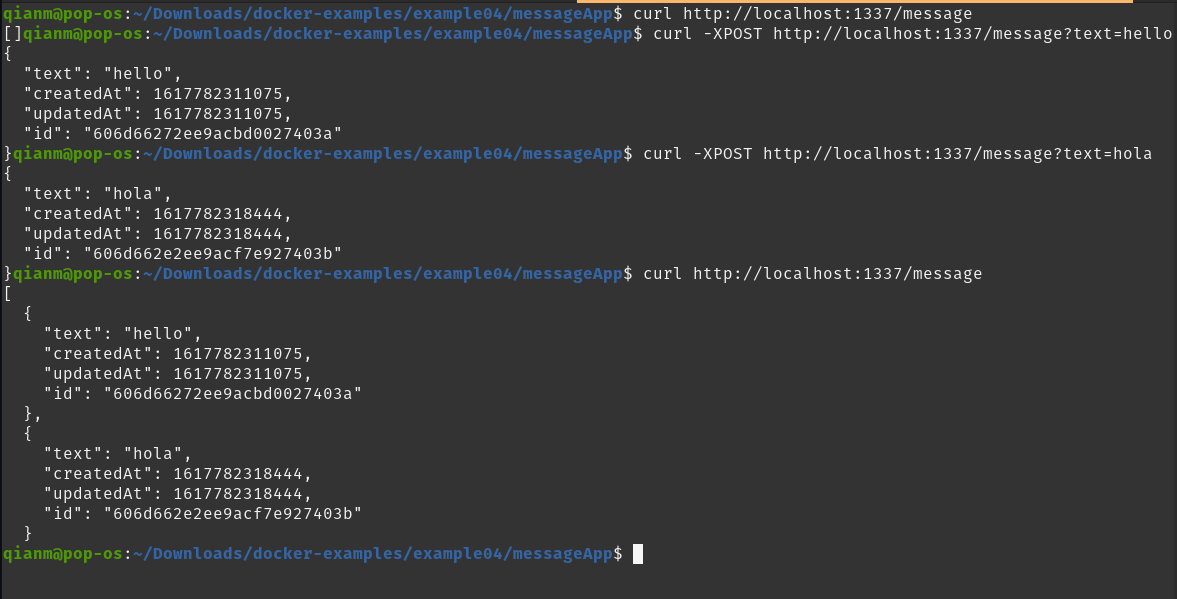 qianm@pop-os:~/Downloads/docker-examples/example04/messageApp$ curl http://localhost:1337/message
[]qianm@pop-os:~/Downloads/docker-examples/example04/messageApp$ curl -XPOST http://localhost:1337/message?text=hello
{
  "text": "hello",
  "createdAt": 1617782311075,
  "updatedAt": 1617782311075,
  "id": "606d66272ee9acbd0027403a"
}qianm@pop-os:~/Downloads/docker-examples/example04/messageApp$ curl -XPOST http://localhost:1337/message?text=hola
{
  "text": "hola",
  "createdAt": 1617782318444,
  "updatedAt": 1617782318444,
  "id": "606d662e2ee9acf7e927403b"
}qianm@pop-os:~/Downloads/docker-examples/example04/messageApp$ curl http://localhost:1337/message
[
  {
    "text": "hello",
    "createdAt": 1617782311075,
    "updatedAt": 1617782311075,
    "id": "606d66272ee9acbd0027403a"
  },
  {
    "text": "hola",
    "createdAt": 1617782318444,
    "updatedAt": 1617782318444,
    "id": "606d662e2ee9acf7e927403b"
  }
qianm@pop-os:~/Downloads/docker-examples/example04/messageApp$